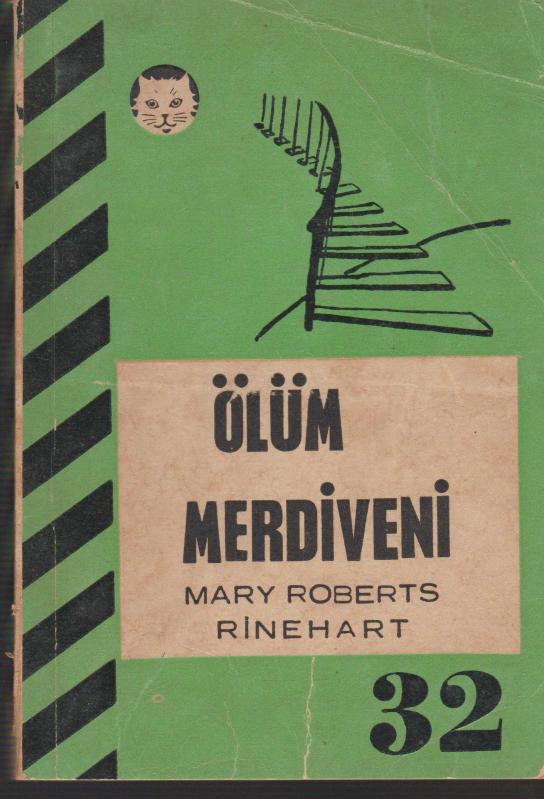 ÖLÜM
MERDİVENİ
MARY ROBERTS
RİNEHART
32